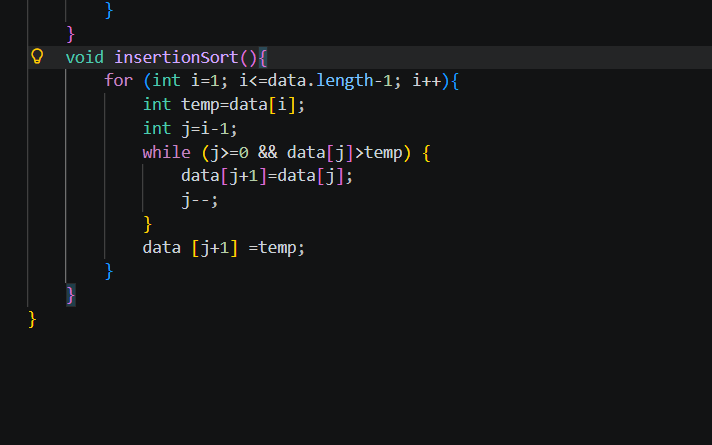 }
}
void insertionSort(){
for (int i=1; i<=data.length-1; i++){
int temp=data[i];
int j=i-1;
while (j>=0 && data[j]>temp) {
data[j+1]=data[j];
j--;
}
data [j+1] =temp;
}
}
}